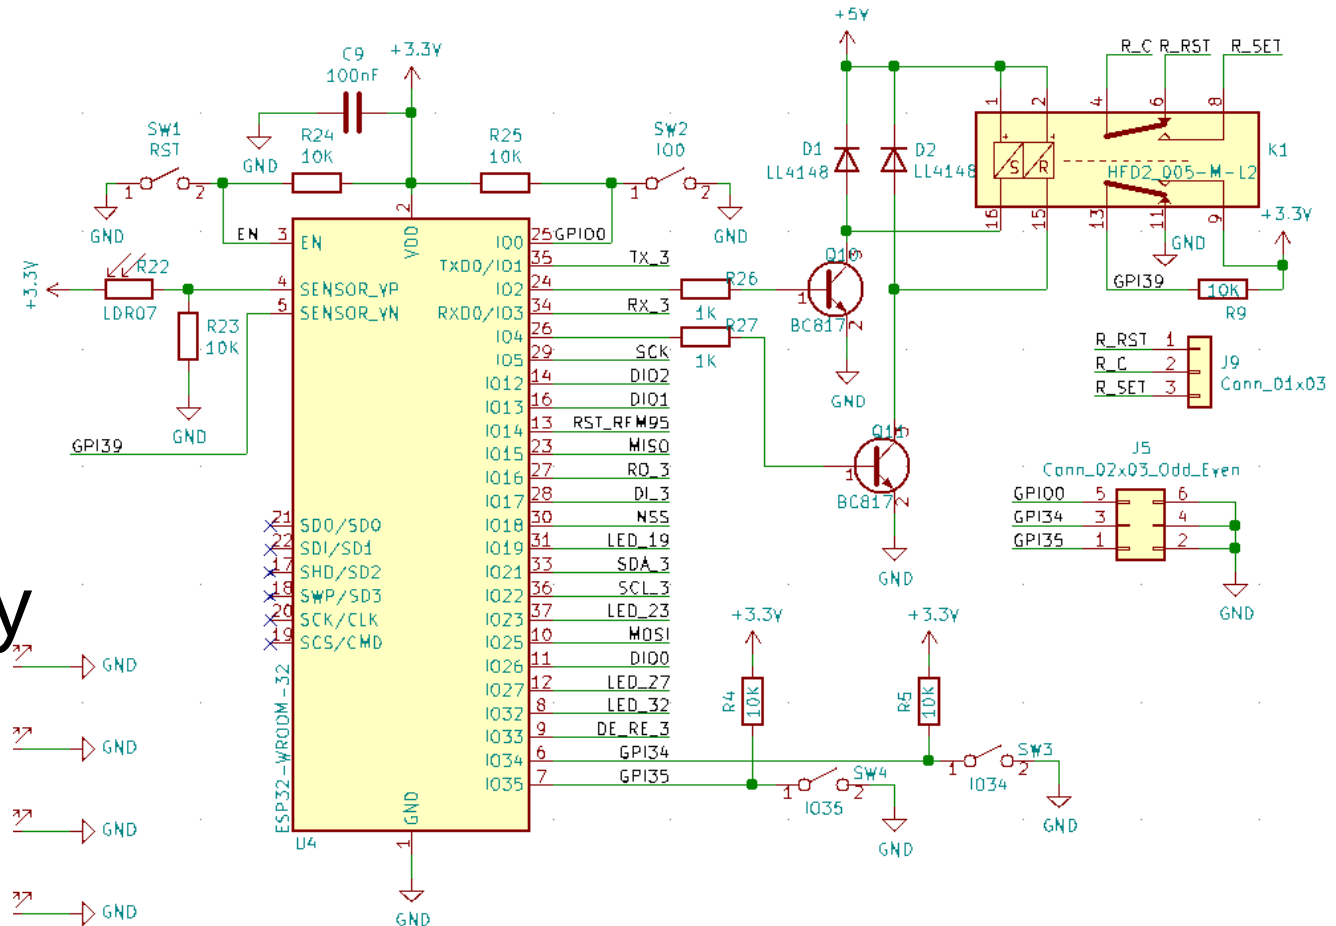 +5V
C9
100nF
+3.3V
R_C R_RST R_SET
1 2 4 6 8
SW1
RST
R24
10K
R25
10K
SW2
IO0
GND
D1
LL4148
D2
LL4148
S R
K1
HFD2_005-M-L2
1 2
2
1 2
16 15 13 11 9
+3.3V
GND
GND
GND
EN 3 EN
VDD
IO0 25 GPIO0
TXD0/IO1 35 TX_3
+3.3V
R22
LDR07
4 SENSOR_VP
5 SENSOR_VN
IO2 24
RXD0/IO3 34 RX_3
R26
1K
Q10
3
1
2
BC817
GPI39
10K
R9
R23
10K
IO4 26
R27
1K
IO5 29 SCK
IO12 14 DIO2
IO13 16 DIO1
IO14 13 RST_RFM95
IO15 23 MISO
IO16 27 RO_3
IO17 28 DI_3
IO18 30 NSS
IO19 31 LED_19
IO21 33 SDA_3
IO22 36 SCL_3
IO23 37 LED_23
IO25 10 MOSI
IO26 11 DIO0
IO27 12 LED_27
IO32 8 LED_32
IO33 9 DE_RE_3
IO34 6 GPI34
IO35 7 GPI35
GND
GPI39
GND
R_RST 1
R_C 2
R_SET 3
J9
Conn_01x03
Q11
3
1
2
BC817
GND
J5
Conn_02x03_Odd_Even
GPIO0 5 6
GPI34 3 4
GPI35 1 2
GND
21 SDO/SD0
22 SDI/SD1
17 SHD/SD2
18 SWP/SD3
20 SCK/CLK
19 SCS/CMD
y
GND
GND
GND
GND
ESP32-WROOM-32
U4
GND
1
GND
+3.3V
R4
10K
+3.3V
R5
10K
SW3
1 2
IO34
GND
SW4
1 2
IO35
GND